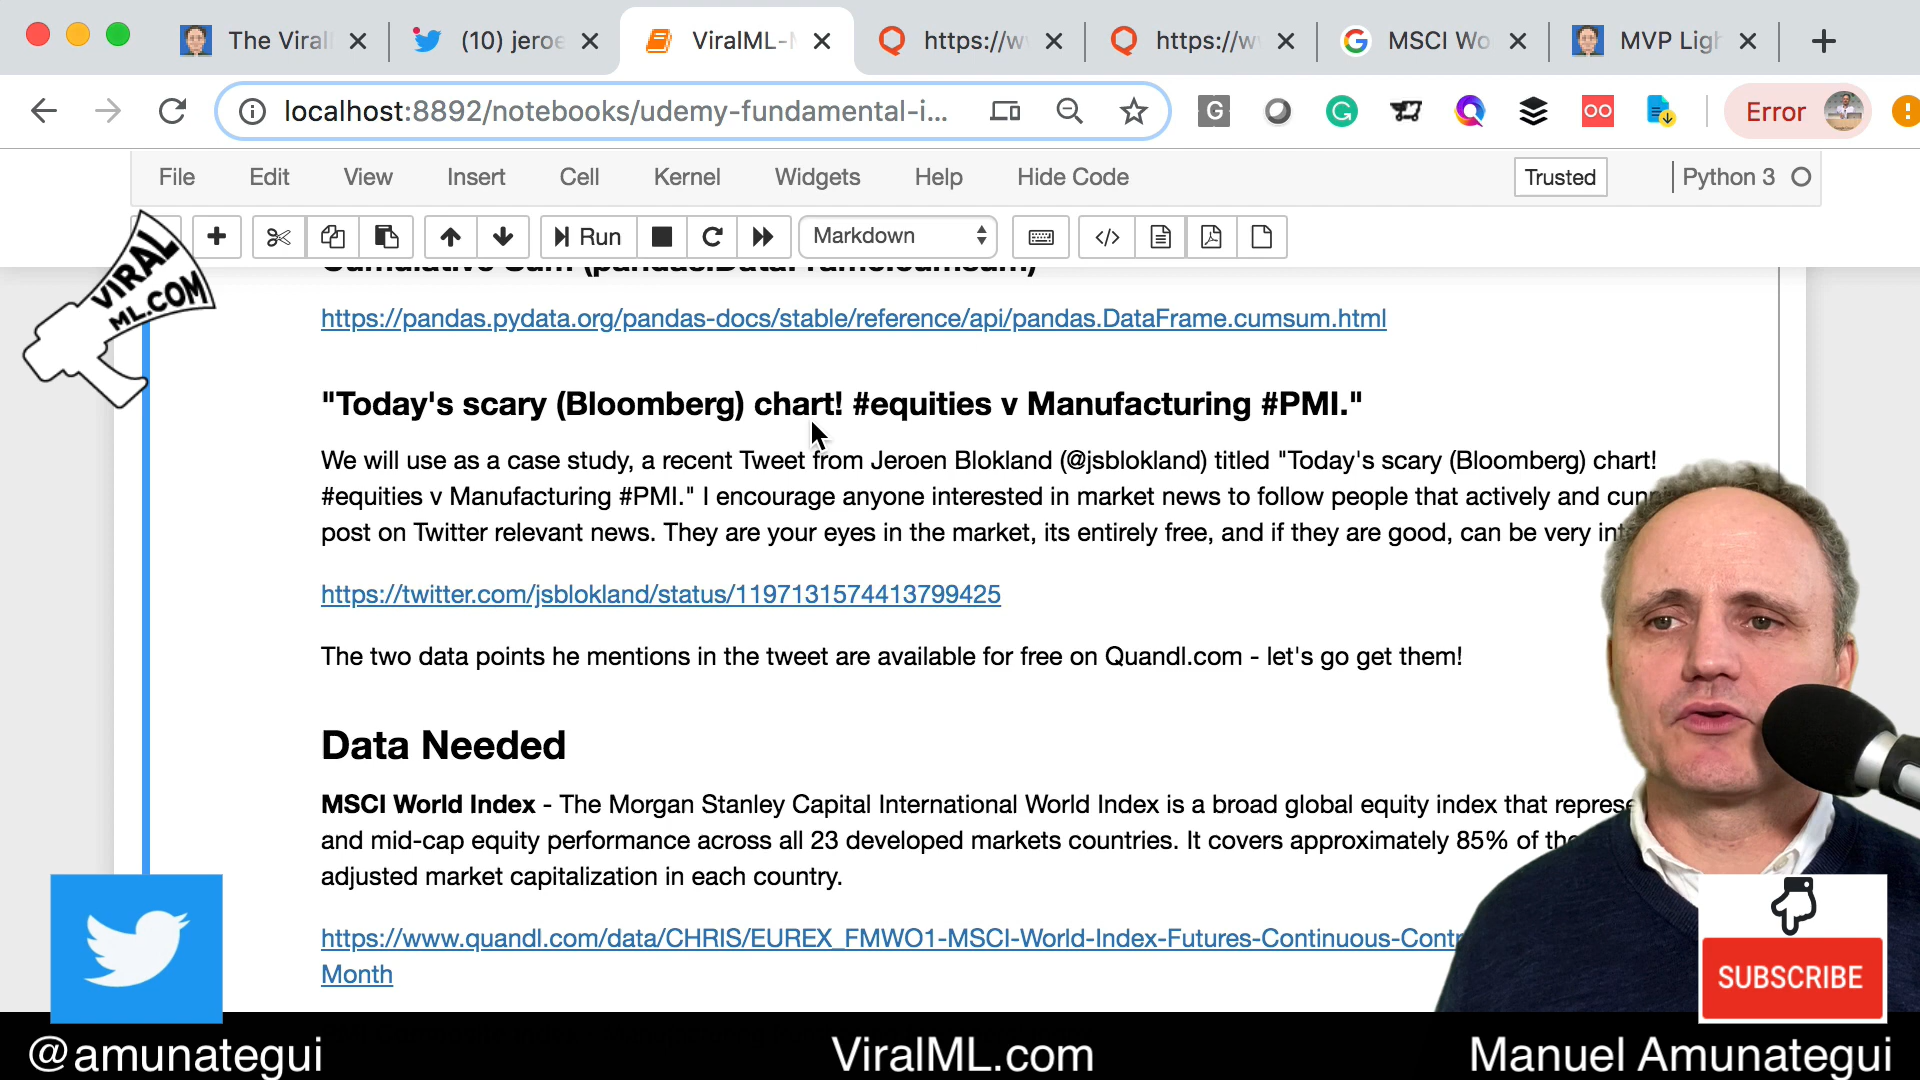 The Viral
(10) jeroe
ViralML-
https://w
https://w
MSCI Wo
MVP Ligh
localhost:8892/notebooks/udemy-fundamental-i...
Error
File Edit View Insert Cell Kernel Widgets Help Hide Code Trusted Python 3
Run Markdown
VIRAL
ML.COM
Cumulative Sum (pandas.DataFrame.cumsum)
https://pandas.pydata.org/pandas-docs/stable/reference/api/pandas.DataFrame.cumsum.html
"Today's scary (Bloomberg) chart! #equities v Manufacturing #PMI."
We will use as a case study, a recent Tweet from Jeroen Blokland (@jsblokland) titled "Today's scary (Bloomberg) chart!
#equities v Manufacturing #PMI." I encourage anyone interested in market news to follow people that actively and
post on Twitter relevant news. They are your eyes in the market, its entirely free, and if they are good, can be very
https://twitter.com/jsblokland/status/1197131574413799425
The two data points he mentions in the tweet are available for free on Quandl.com - let's go get them!
Data Needed
MSCI World Index - The Morgan Stanley Capital International World Index is a broad global equity index that
and mid-cap equity performance across all 23 developed markets countries. It covers approximately 85% of the
adjusted market capitalization in each country.
https://www.quandl.com/data/CHRIS/EUREX_FMWO1-MSCI-World-Index-Futures-Continuous-Cont
Month
SUBSCRIBE
@amunategui
ViralML.com
Manuel Amunategui